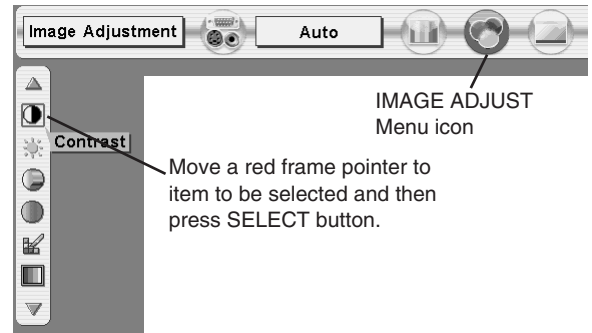 Image Adjustment
Auto
IMAGE ADJUST
Menu icon
Contrast
Move a red frame pointer to
item to be selected and then
press SELECT button.